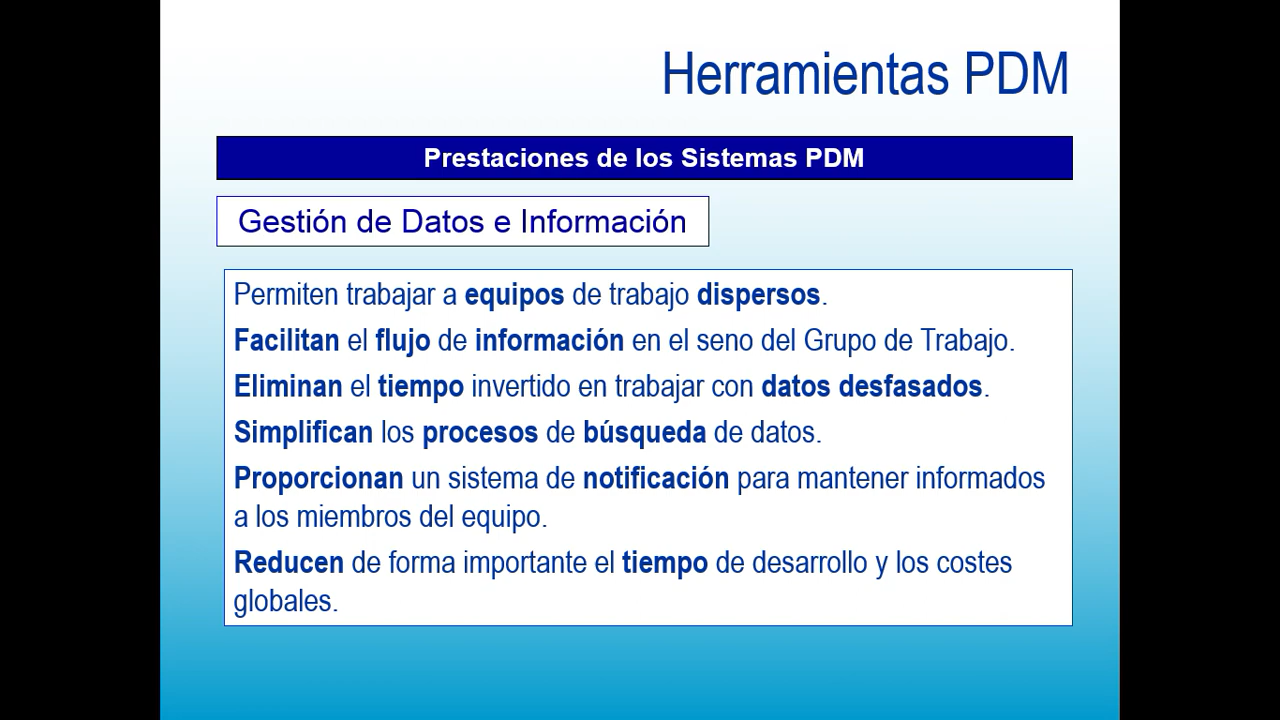 Herramientas PDM
Prestaciones de los Sistemas PDM
Gestión de Datos e Información
Permiten trabajar a equipos de trabajo dispersos.
Facilitan el flujo de información en el seno del Grupo de Trabajo.
Eliminan el tiempo invertido en trabajar con datos desfasados.
Simplifican los procesos de búsqueda de datos.
Proporcionan un sistema de notificación para mantener informados
a los miembros del equipo.
Reducen de forma importante el tiempo de desarrollo y los costes
globales.